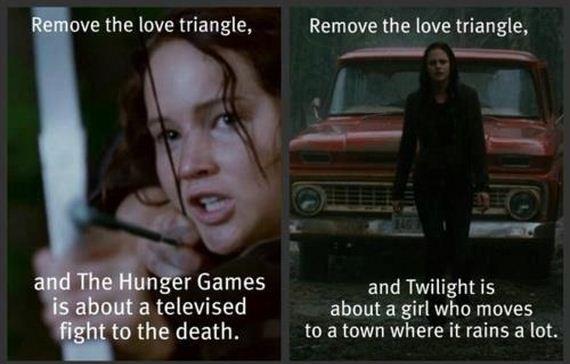 Remove the love triangle,
and The Hunger Games
is about a televised
fight to the death.
Remove the love triangle,
and Twilight is
about a girl who moves
to a town where it rains a lot.